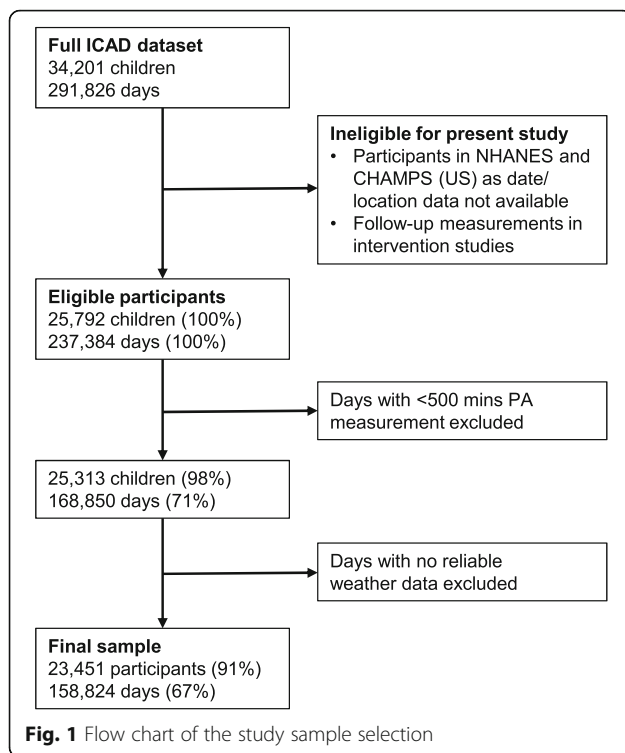 Full ICAD dataset
34,201 children
291,826 days
Ineligible for present study
• Participants in NHANES and
CHAMPS (US) as date/
location data not available
• Follow-up measurements in
intervention studies
Eligible participants
25,792 children (100%)
237,384 days (100%)
Days with <500 mins PA
measurement excluded
25,313 children (98%)
168,850 days (71%)
Days with no reliable
weather data excluded
Final sample
23,451 participants (91%)
158,824 days (67%)
Fig. 1 Flow chart of the study sample selection